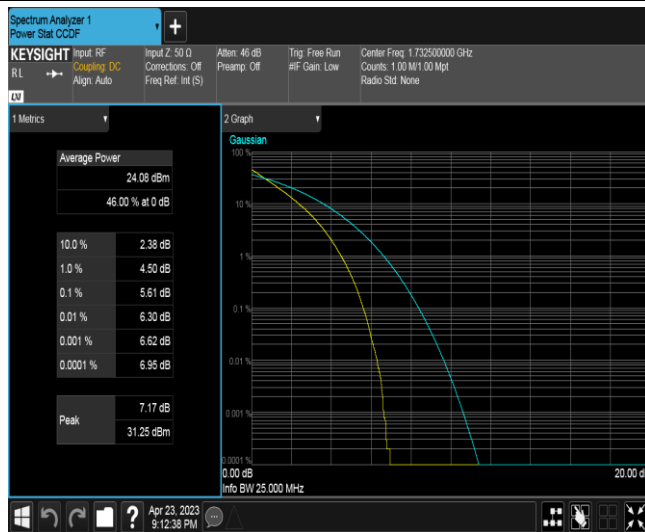 Spectrum Analyzer 1
Power Stat CCDF
+
KEYSIGHT
RL
LXI
Input: RF
Coupling: DC
Align: Auto
Input Z: 50 Ω
Corrections: Off
Freq Ref: Int (S)
Atten: 46 dB
Preamp: Off
Trig: Free Run
#IF Gain: Low
Center Freq: 1.732500000 GHz
Counts: 1.00 M/1.00 Mpt
Radio Std: None
1 Metrics
Average Power
24.08 dBm
46.00 % at 0 dB
10.0 % 2.38 dB
1.0 % 4.50 dB
0.1 % 5.61 dB
0.01 % 6.30 dB
0.001 % 6.62 dB
0.0001 % 6.95 dB
Peak
7.17 dB
31.25 dBm
2 Graph
Gaussian
100 %
10 %
1 %
0.1 %
0.01 %
0.001 %
0.0001 %
0.00 dB
20.00 d
Info BW 25.000 MHz
?
Apr 23, 2023
9:12:38 PM